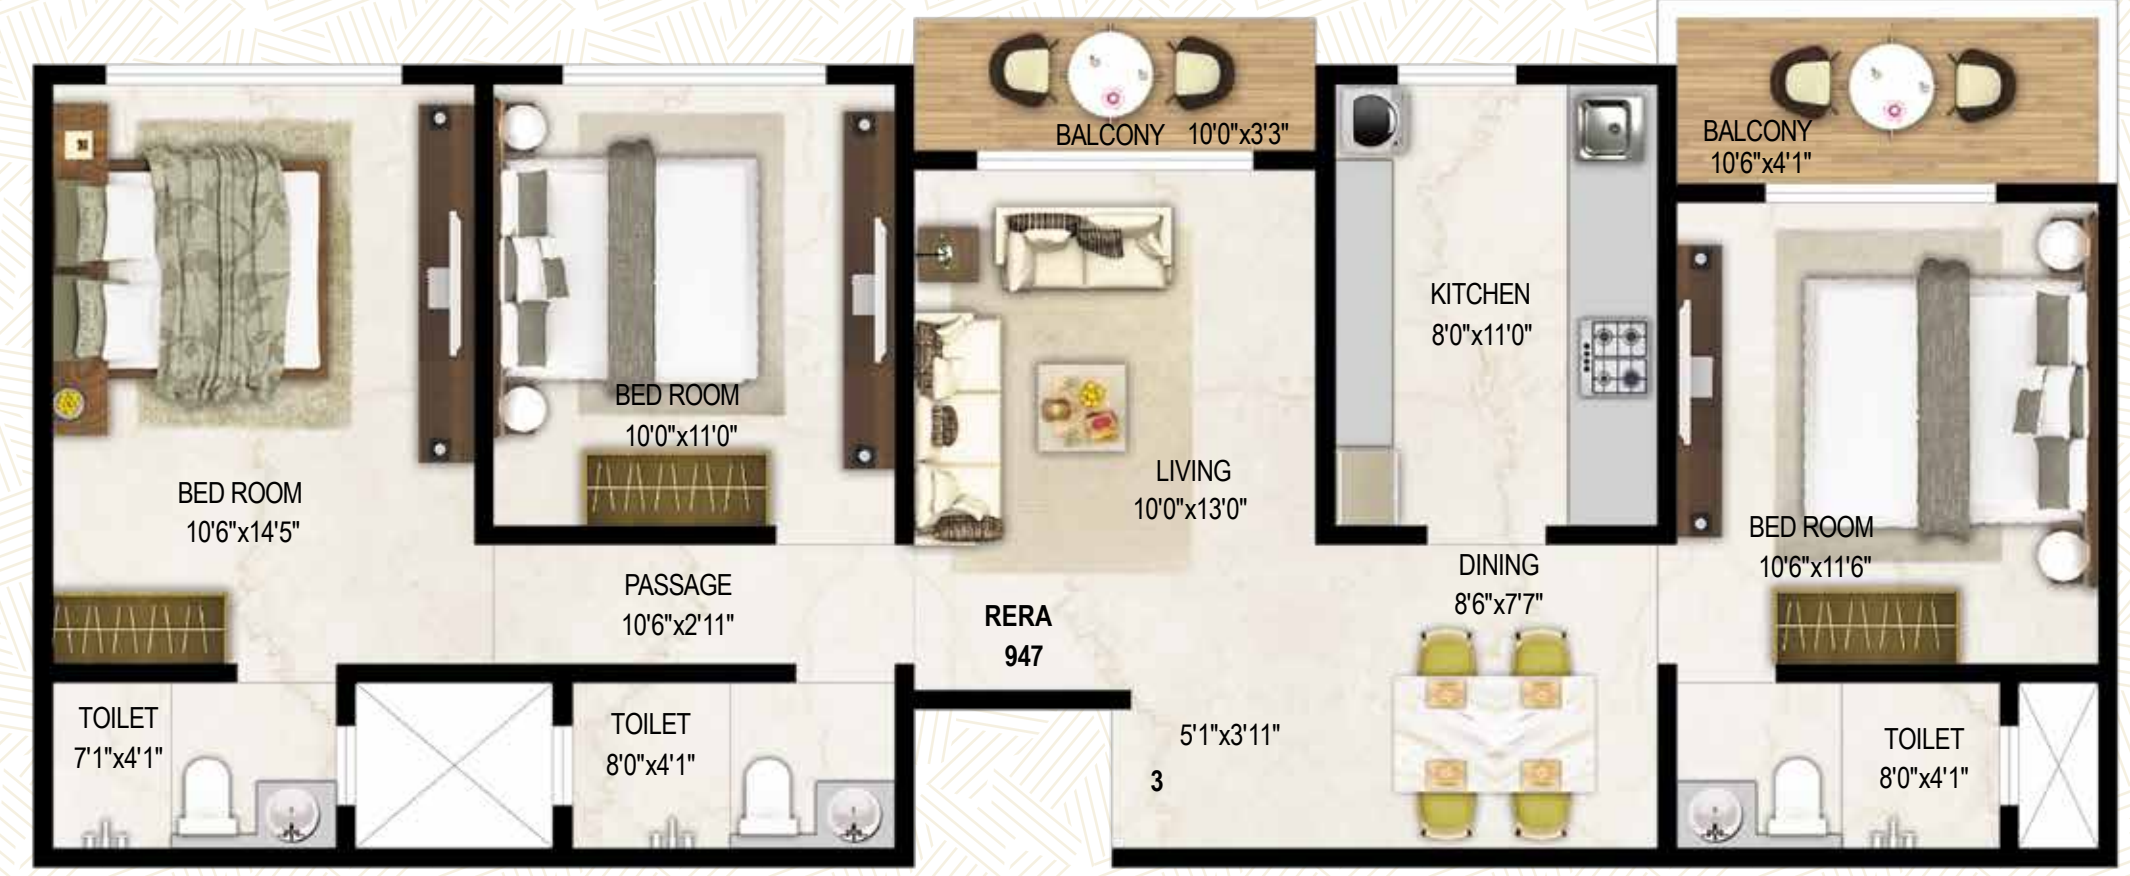 BALCONY 10'0"x3'3"
BALCONY
10'6"x4'1"
KITCHEN
8'0"x11'0"
BED ROOM
10'0"x11'0"
LIVING
10'0"x13'0"
BED ROOM
10'6"x14'5"
BED ROOM
10'6"x11'6"
DINING
8'6"x7'7"
PASSAGE
10'6"x2'11"
RERA
947
TOILET
7'1"x4'1"
TOILET
8'0"x4'1"
5'1"x3'11"
3
TOILET
8'0"x4'1"